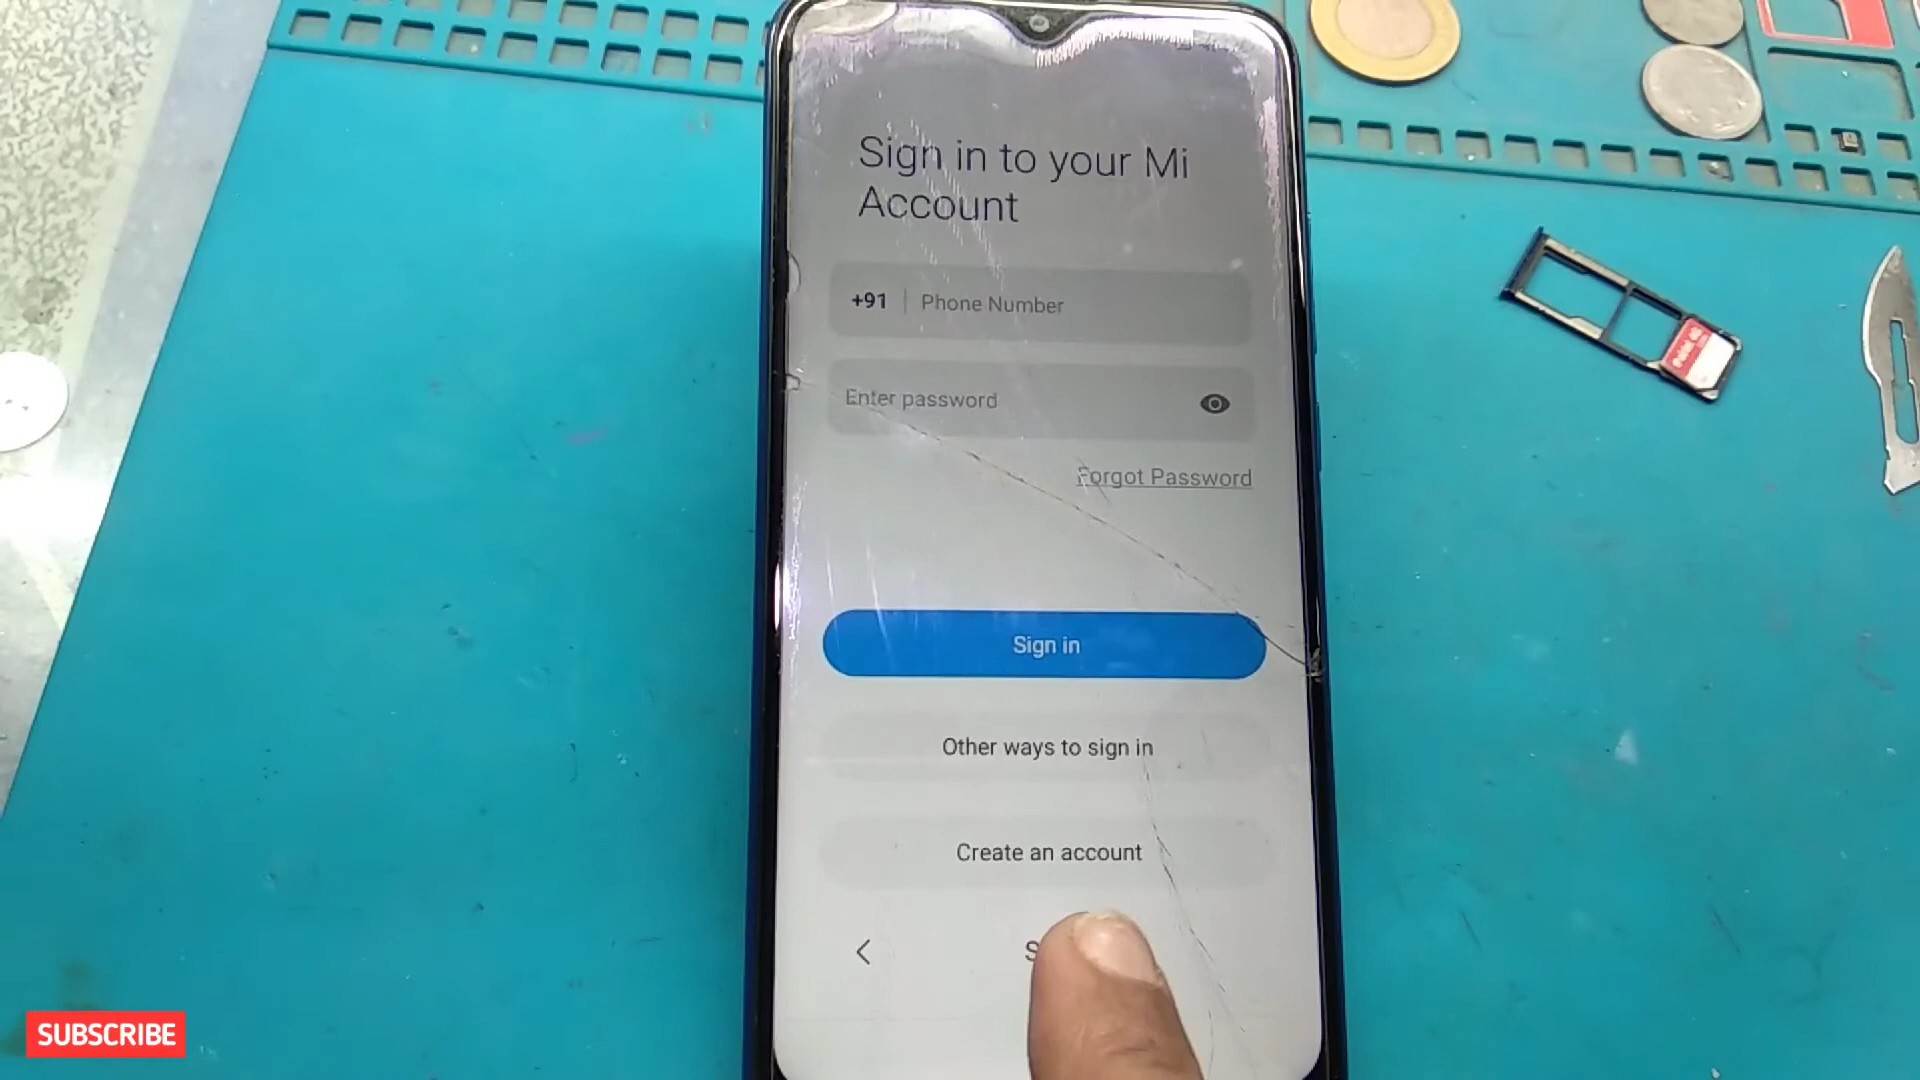 Sign in to your Mi
Account
+91 Phone Number
Enter password
Forgot Password
Sign in
Other ways to sign in
Create an account
SUBSCRIBE